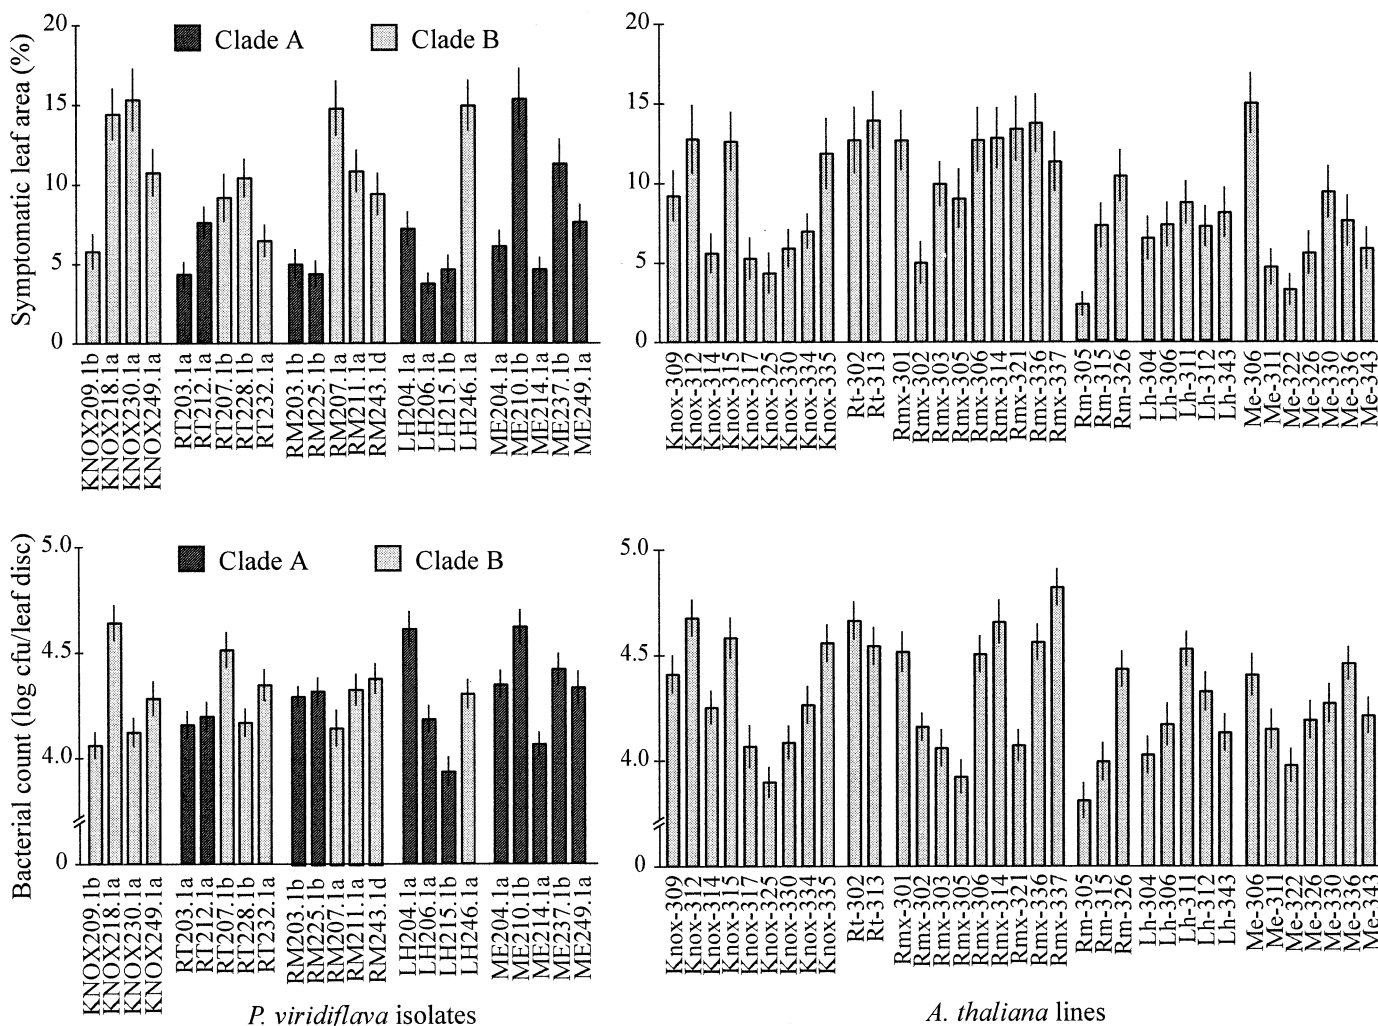 Symptomatic leaf area (%)
20
15
10
5
0
Clade A
Clade B
KNOX209.1b
KNOX218.1a
KNOX230.1a
KNOX249.1a
RT203.1a
RT212.1a
RT207.1b
RT228.1b
RT232.1a
RM203.1b
RM225.1b
RM207.1a
RM211.1a
RM243.1d
LH204.1a
LH206.1a
LH215.1b
LH246.1a
ME204.1a
ME210.1b
ME214.1a
ME237.1b
ME249.1a
20
15
10
5
0
Knox-309
Knox-312
Knox-314
Knox-315
Knox-317
Knox-325
Knox-330
Knox-334
Knox-335
Rt-302
Rt-313
Rmx-301
Rmx-302
Rmx-303
Rmx-305
Rmx-306
Rmx-314
Rmx-321
Rmx-336
Rmx-337
Rm-305
Rm-315
Rm-326
Lh-304
Lh-306
Lh-311
Lh-312
Lh-343
Me-306
Me-311
Me-322
Me-326
Me-330
Me-336
Me-343
Bacterial count (log cfu/leaf disc)
5.0
4.5
4.0
0
Clade A
Clade B
KNOX209.1b
KNOX218.1a
KNOX230.1a
KNOX249.1a
RT203.1a
RT212.1a
RT207.1b
RT228.1b
RT232.1a
RM203.1b
RM225.1b
RM207.1a
RM211.1a
RM243.1d
LH204.1a
LH206.1a
LH215.1b
LH246.1a
ME204.1a
ME210.1b
ME214.1a
ME237.1b
ME249.1a
P. viridiflava isolates
5.0
4.5
4.0
0
Knox-309
Knox-312
Knox-314
Knox-315
Knox-317
Knox-325
Knox-330
Knox-334
Knox-335
Rt-302
Rt-313
Rmx-301
Rmx-302
Rmx-303
Rmx-305
Rmx-306
Rmx-314
Rmx-321
Rmx-336
Rmx-337
Rm-305
Rm-315
Rm-326
Lh-304
Lh-306
Lh-311
Lh-312
Lh-343
Me-306
Me-311
Me-322
Me-326
Me-330
Me-336
Me-343
A. thaliana lines